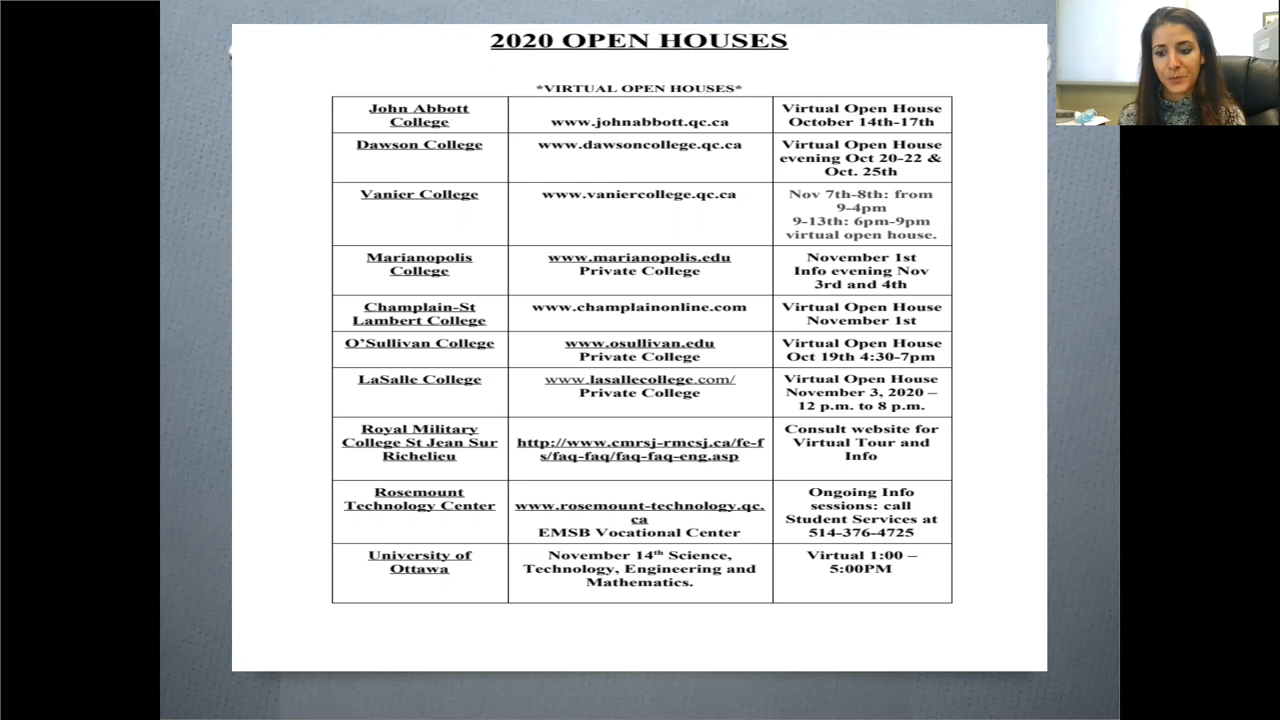 2020 OPEN HOUSES
*VIRTUAL OPEN HOUSES*
John Abbott
College
www.johnabbott.qc.ca
Virtual Open House
October 14th-17th
Dawson College
www.dawsoncollege.qc.ca
Virtual Open House
evening Oct 20-22 &
Oct. 25th
Vanier College
www.vaniercollege.qc.ca
Nov 7th-8th: from
9-4pm
9-13th: 6pm-9pm
virtual open house.
Marianopolis
College
www.marianopolis.edu
Private College
November 1st
Info evening Nov
3rd and 4th
Champlain-St
Lambert College
www.champlainonline.com
Virtual Open House
November 1st
O'Sullivan College
www.osullivan.edu
Private College
Virtual Open House
Oct 19th 4:30-7pm
LaSalle College
www.lasallecollege.com/
Private College
Virtual Open House
November 3, 2020 –
12 p.m. to 8 p.m.
Royal Military
College St Jean Sur
Richelieu
http://www.cmrsj-rmcsj.ca/fe-f
s/faq-faq/faq-faq-eng.asp
Consult website for
Virtual Tour and
Info
Rosemount
Technology Center
www.rosemount-technology.qc.
ca
EMSB Vocational Center
Ongoing Info
sessions: call
Student Services at
514-376-4725
University of
Ottawa
November 14th Science,
Technology, Engineering and
Mathematics.
Virtual 1:00 –
5:00PM